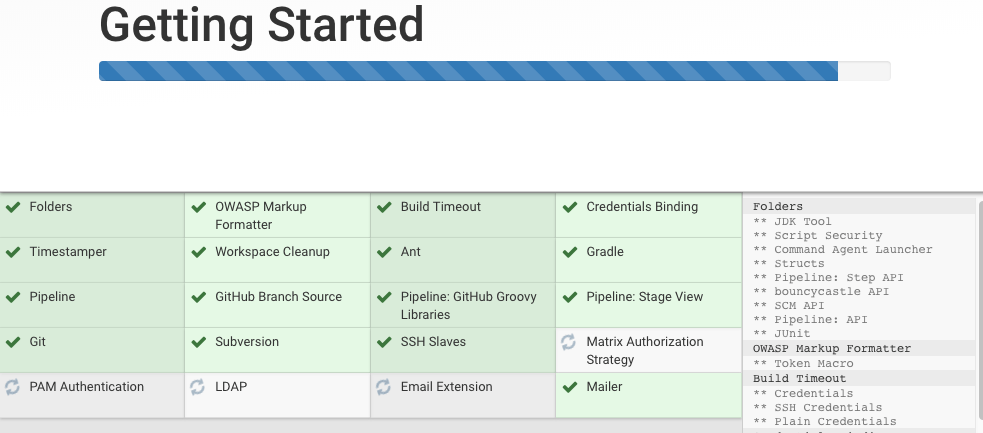 Getting Started
Folders
OWASP Markup
Formatter
Build Timeout
Credentials Binding
Timestamper
Workspace Cleanup
Ant
Gradle
Pipeline
GitHub Branch Source
Pipeline: GitHub Groovy
Libraries
Pipeline: Stage View
Git
Subversion
SSH Slaves
Matrix Authorization
Strategy
PAM Authentication
LDAP
Email Extension
Mailer
Folders
** JDK Tool
** Script Security
** Command Agent Launcher
** Structs
** Pipeline: Step API
** bouncycastle API
** SCM API
** Pipeline: API
** JUnit
OWASP Markup Formatter
** Token Macro
Build Timeout
** Credentials
** SSH Credentials
** Plain Credentials